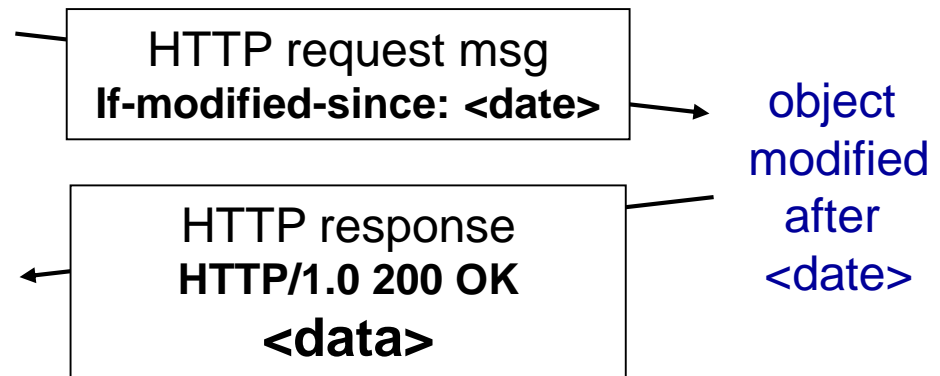 HTTP request msg
If-modified-since: <date>
object
modified
after
<date>
HTTP response
HTTP/1.0 200 OK
<data>